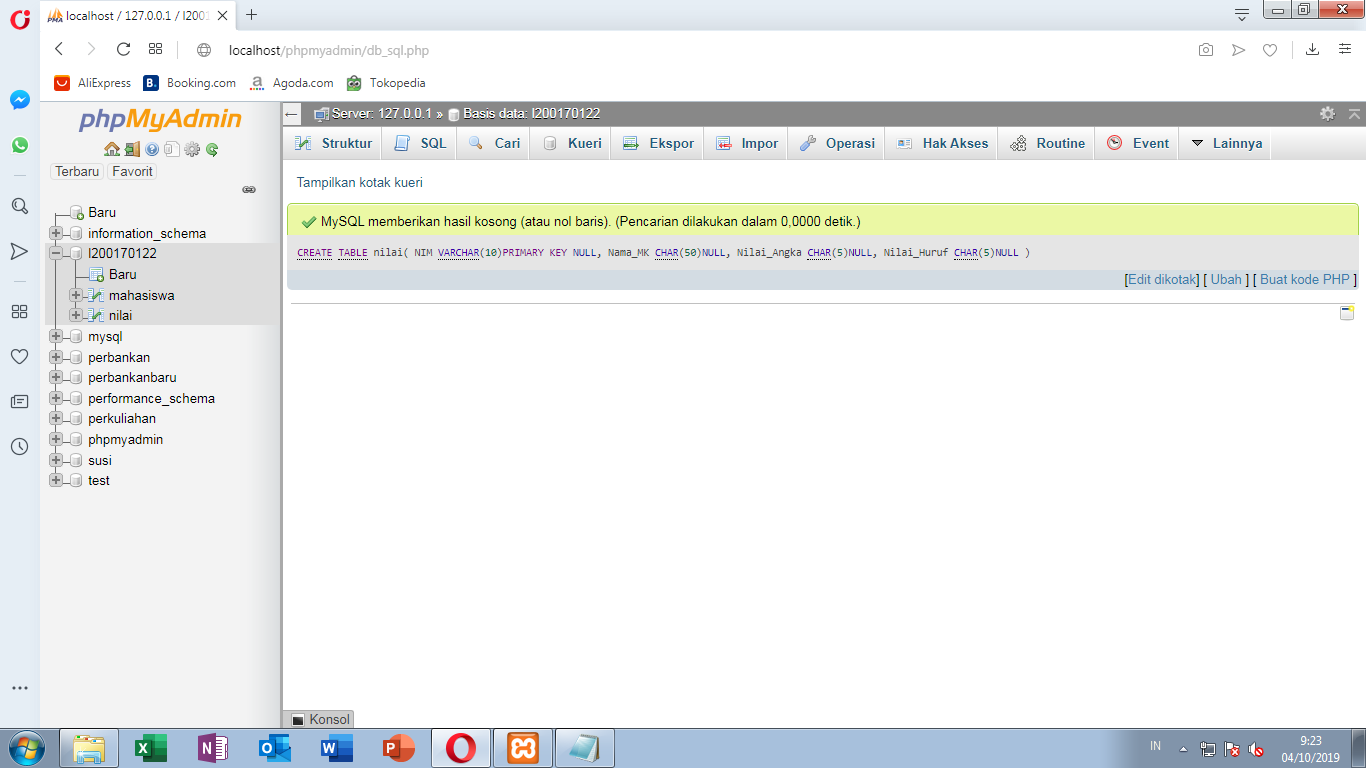 localhost / 127.0.0.1 / l2001
localhost/phpmyadmin/db_sql.php
AliExpress
Booking.com
Agoda.com
Tokopedia
phpMyAdmin
Terbaru
Favorit
Baru
information_schema
l200170122
Baru
mahasiswa
nilai
mysql
perbankan
perbankanbaru
performance_schema
perkuliahan
phpmyadmin
susi
test
Server: 127.0.0.1 » Basis data: l200170122
Struktur
SQL
Cari
Kueri
Ekspor
Impor
Operasi
Hak Akses
Routine
Event
Lainnya
Tampilkan kotak kueri
MySQL memberikan hasil kosong (atau nol baris). (Pencarian dilakukan dalam 0,0000 detik.)
CREATE TABLE nilai( NIM VARCHAR(10)PRIMARY KEY NULL, Nama_MK CHAR(50)NULL, Nilai_Angka CHAR(5)NULL, Nilai_Huruf CHAR(5)NULL )
[Edit dikotak] [ Ubah ] [ Buat kode PHP ]
Konsol
IN
9:23
04/10/2019